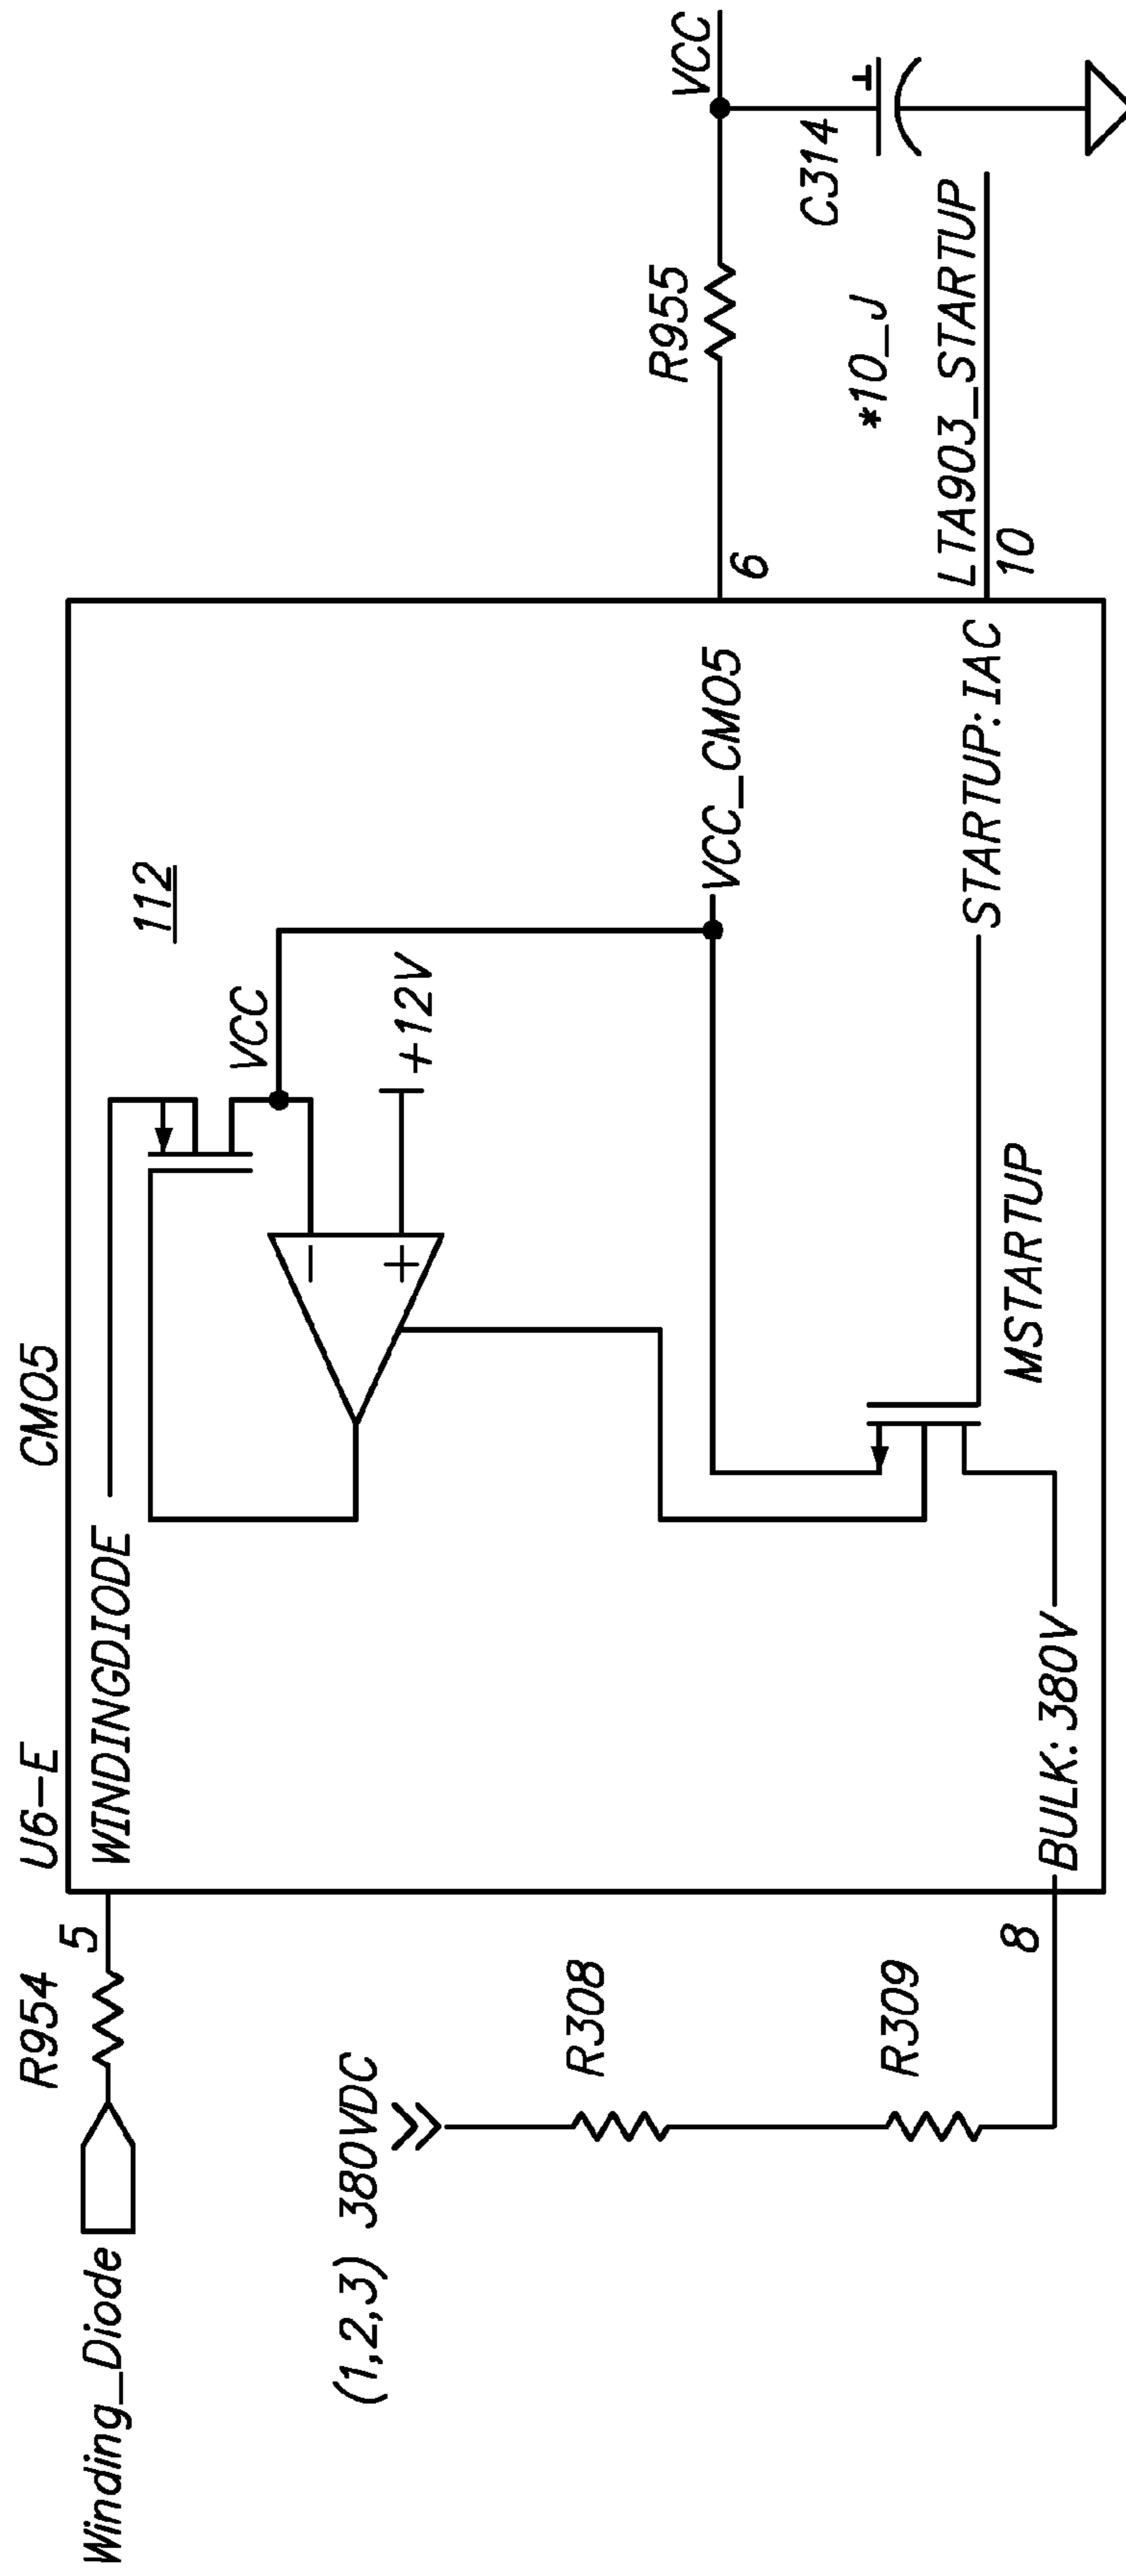 Winding_Diode
R954
5
U6-E
CM05
WINDINGDIODE
112
VCC
+12V
-
+
(1,2,3) 380VDC
R308
R309
8
BULK: 380V
MSTARTUP
VCC_CM05
STARTUP: IAC
6
R955
VCC
C314
*10_J
LTA903_STARTUP
10